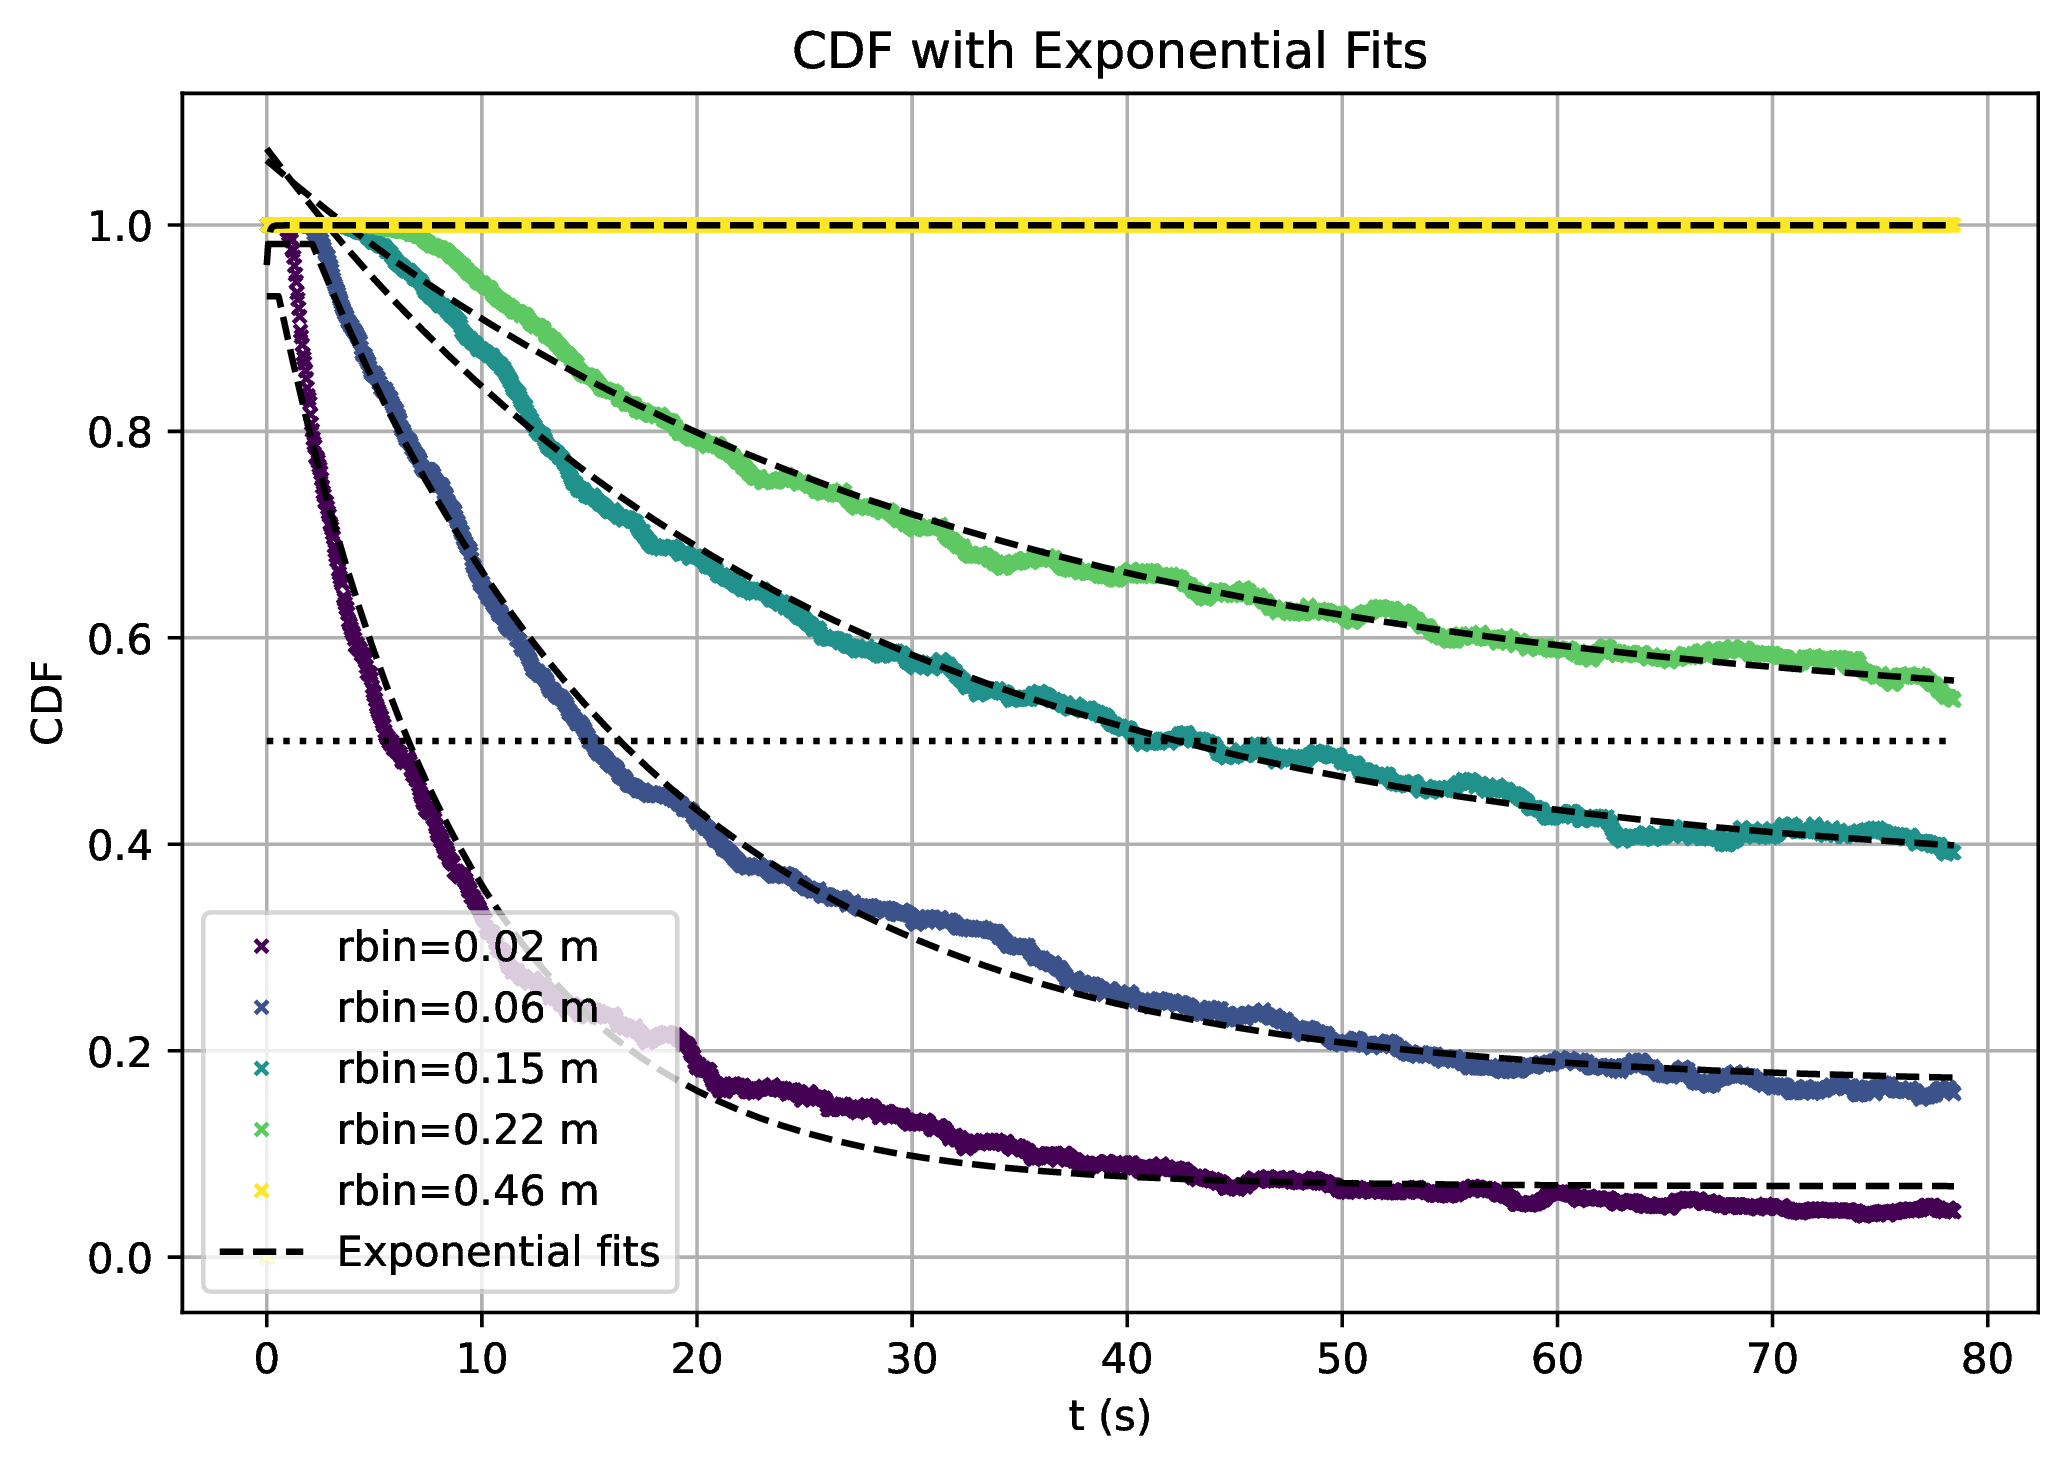 CDF with Exponential Fits
CDF
1.0
0.8
0.6
0.4
0.2
0.0
rbin=0.02 m
rbin=0.06 m
rbin=0.15 m
rbin=0.22 m
rbin=0.46 m
Exponential fits
0 10 20 30 40 50 60 70 80
t (s)